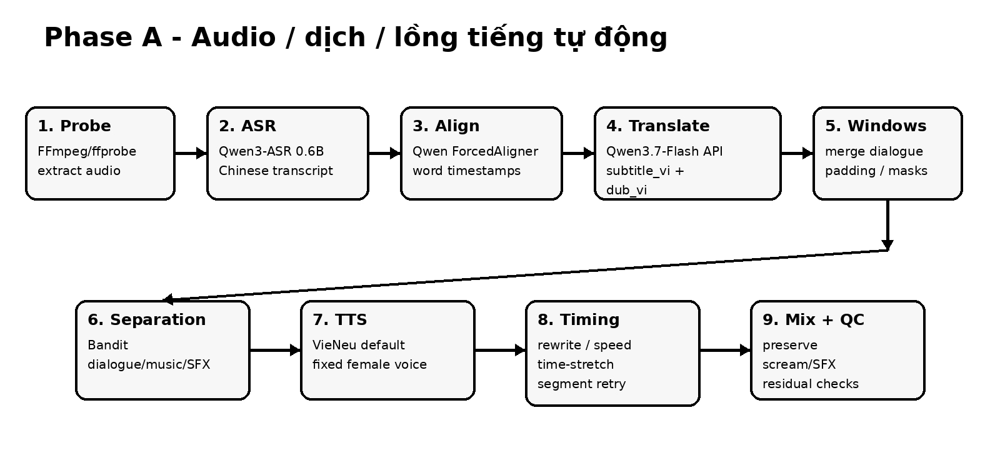 Phase A - Audio / dịch / lồng tiếng tự động
1. Probe
FFmpeg/ffprobe
extract audio
2. ASR
Qwen3-ASR 0.6B
Chinese transcript
3. Align
Qwen ForcedAligner
word timestamps
4. Translate
Qwen3.7-Flash API
subtitle_vi +
dub_vi
5. Windows
merge dialogue
padding / masks
6. Separation
Bandit
dialogue/music/SFX
7. TTS
VieNeu default
fixed female voice
8. Timing
rewrite / speed
time-stretch
segment retry
9. Mix + QC
preserve
scream/SFX
residual checks